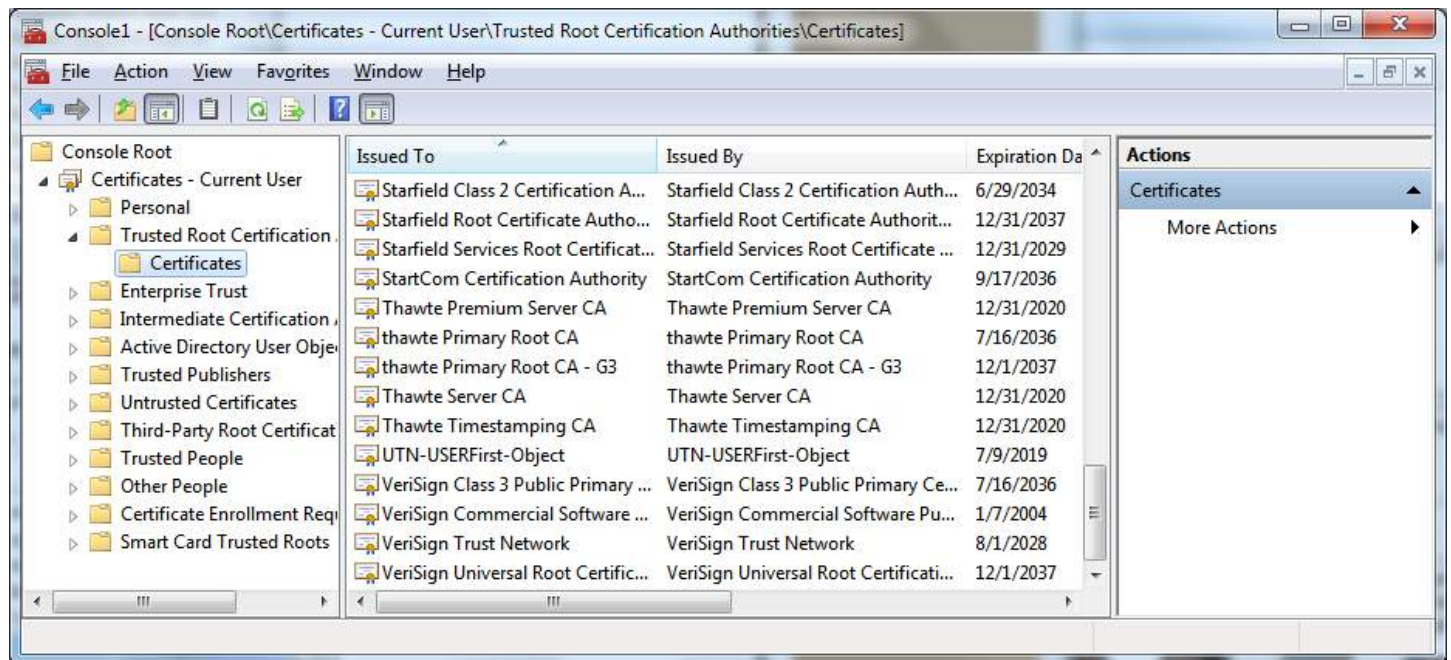 Console1 - [Console Root\Certificates - Current User\Trusted Root Certification Authorities\Certificates]
File Action View Favorites Window Help
Console Root
Certificates - Current User
Personal
Trusted Root Certification
Certificates
Enterprise Trust
Intermediate Certification
Active Directory User Obje
Trusted Publishers
Untrusted Certificates
Third-Party Root Certificat
Trusted People
Other People
Certificate Enrollment Requ
Smart Card Trusted Roots
Issued To Issued By Expiration Da
Starfield Class 2 Certification A... Starfield Class 2 Certification Auth... 6/29/2034
Starfield Root Certificate Autho... Starfield Root Certificate Authorit... 12/31/2037
Starfield Services Root Certificat... Starfield Services Root Certificate ... 12/31/2029
StartCom Certification Authority StartCom Certification Authority 9/17/2036
Thawte Premium Server CA Thawte Premium Server CA 12/31/2020
thawte Primary Root CA thawte Primary Root CA 7/16/2036
thawte Primary Root CA - G3 thawte Primary Root CA - G3 12/1/2037
Thawte Server CA Thawte Server CA 12/31/2020
Thawte Timestamping CA Thawte Timestamping CA 12/31/2020
UTN-USERFirst-Object UTN-USERFirst-Object 7/9/2019
VeriSign Class 3 Public Primary ... VeriSign Class 3 Public Primary Ce... 7/16/2036
VeriSign Commercial Software ... VeriSign Commercial Software Pu... 1/7/2004
VeriSign Trust Network VeriSign Trust Network 8/1/2028
VeriSign Universal Root Certific... VeriSign Universal Root Certificati... 12/1/2037
Actions
Certificates
More Actions